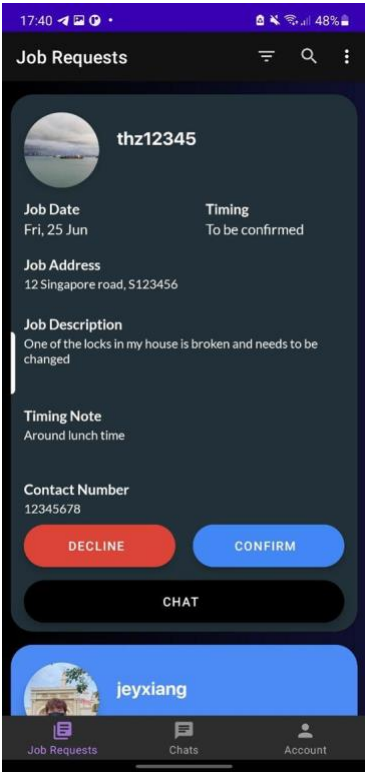 17:40
48%
Job Requests
thz12345
Job Date
Timing
Fri, 25 Jun
To be confirmed
Job Address
12 Singapore road, S123456
Job Description
One of the locks in my house is broken and needs to be
changed
Timing Note
Around lunch time
Contact Number
12345678
DECLINE
CONFIRM
CHAT
jeyxiang
Job Requests
Chats
Account